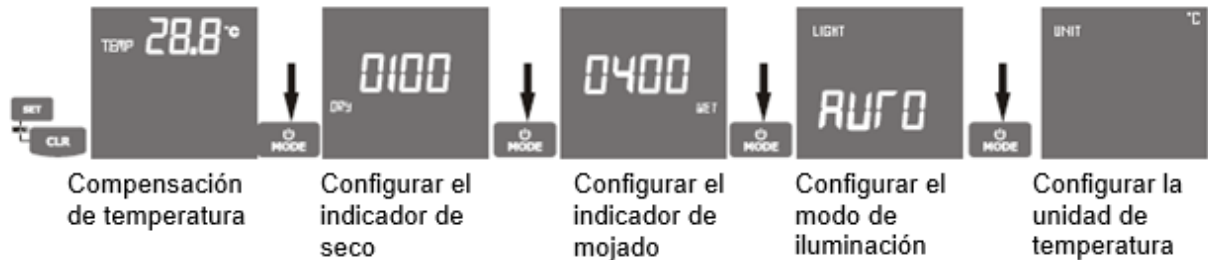 TEMP 28.8 °C
0100
DRY
0400
WET
LIGHT
AUTO
°C
UNIT
SET
CLR
MODE
MODE
MODE
MODE
Compensación
de temperatura
Configurar el
indicador de
seco
Configurar el
indicador de
mojado
Configurar el
modo de
iluminación
Configurar la
unidad de
temperatura